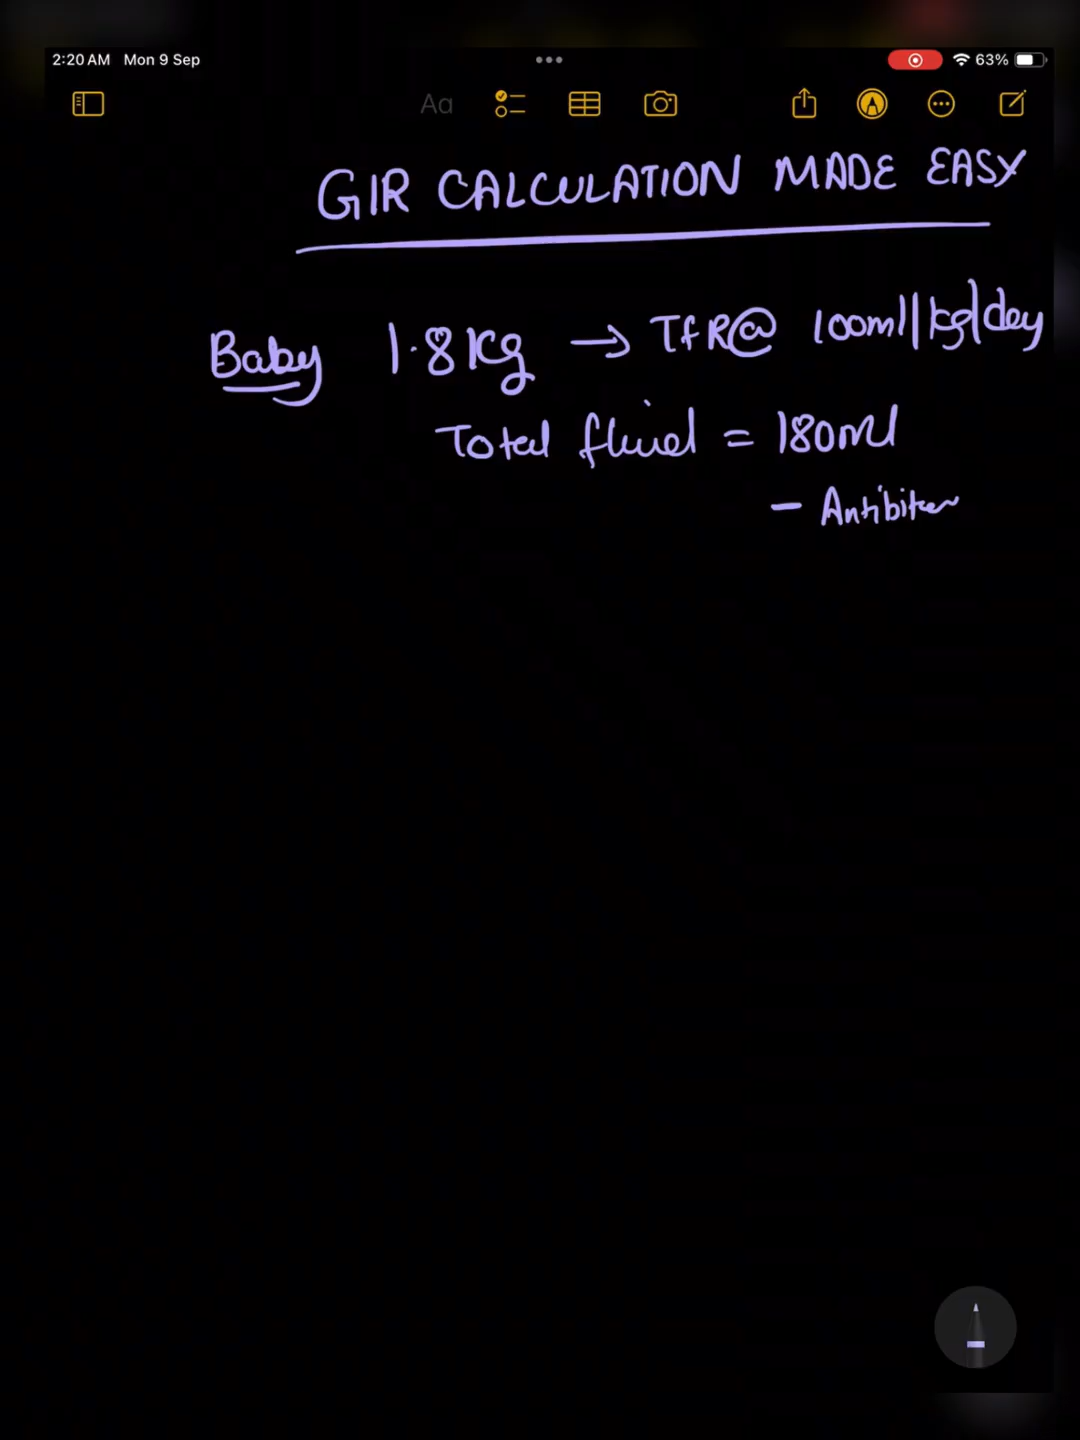 2:20 AM Mon 9 Sep
63%
Aa
GIR CALCULATION MADE EASY
Baby 1.8 Kg → TfR@ 100ml/kg/day
Total fluid = 180ml
-